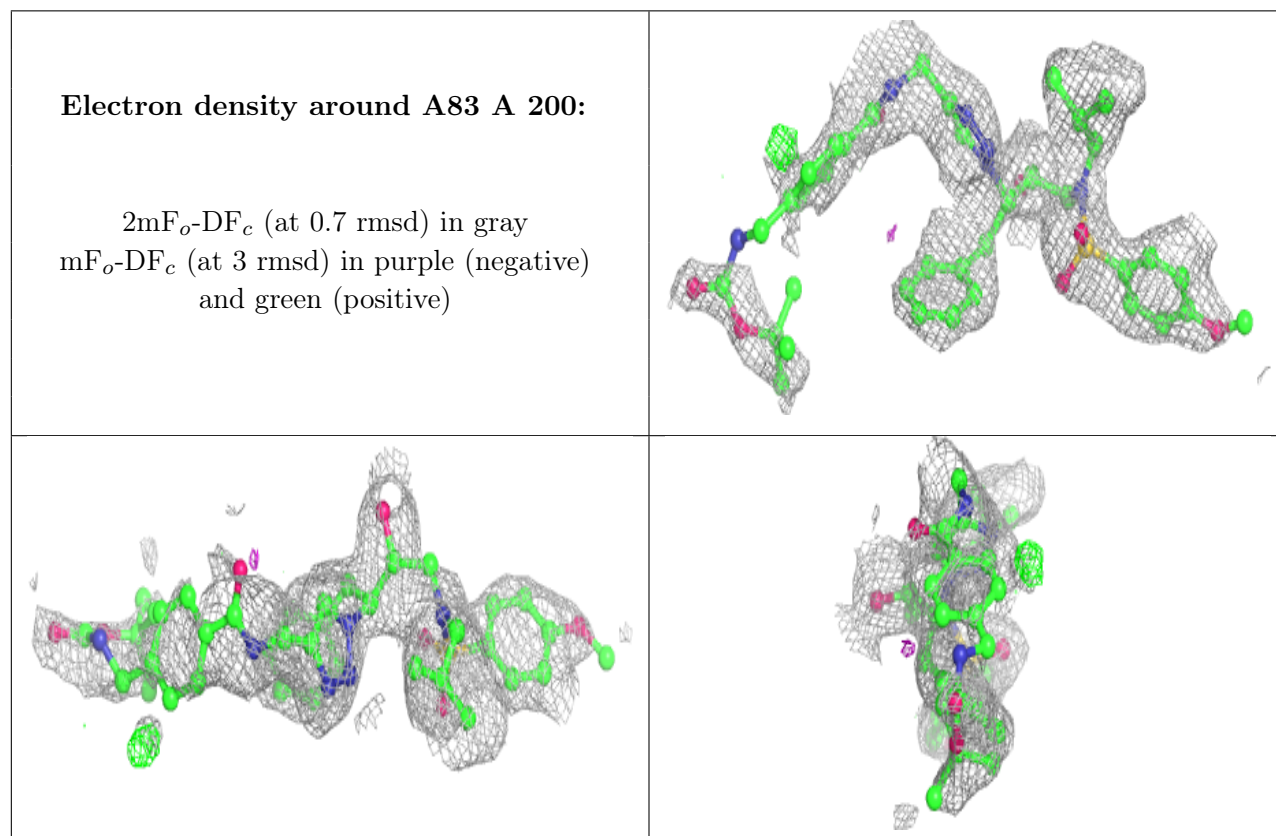 Electron density around A83 A 200:
2mFo-DFc (at 0.7 rmsd) in gray
mFo-DFc (at 3 rmsd) in purple (negative)
and green (positive)